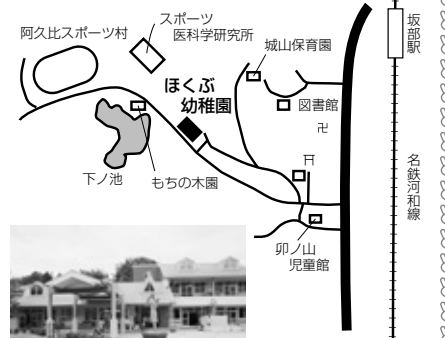 阿久比スポーツ村
スポーツ
医科学研究所
城山保育園
坂部駅
ほくぶ
幼稚園
図書館
下ノ池
もちの木園
名鉄河和線
卯ノ山
児童館